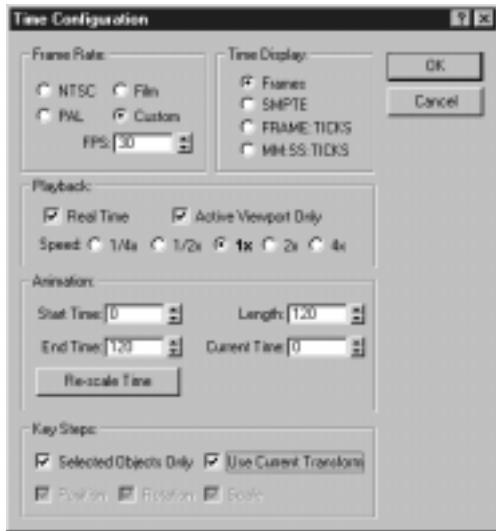 Time Configuration
Frame Rate:
NTSC Film
PAL Custom
FPS: 30
Time Display:
Frames
SMPTE
FRAME:TICKS
MM:SS:TICKS
OK
Cancel
Playback:
Real Time Active Viewport Only
Speed: 1/4x 1/2x 1x 2x 4x
Animation:
Start Time: 0 Length: 120
End Time: 120 Current Time: 0
Re-scale Time
Key Steps:
Selected Objects Only Use Current Transform
Position Rotation Scale